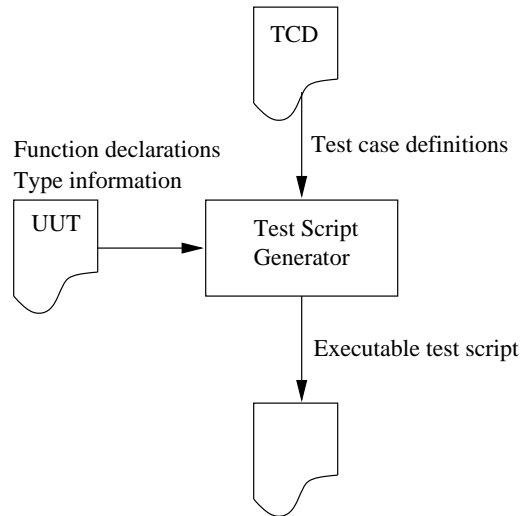 TCD
Test case definitions
Function declarations
Type information
UUT
Test Script
Generator
Executable test script